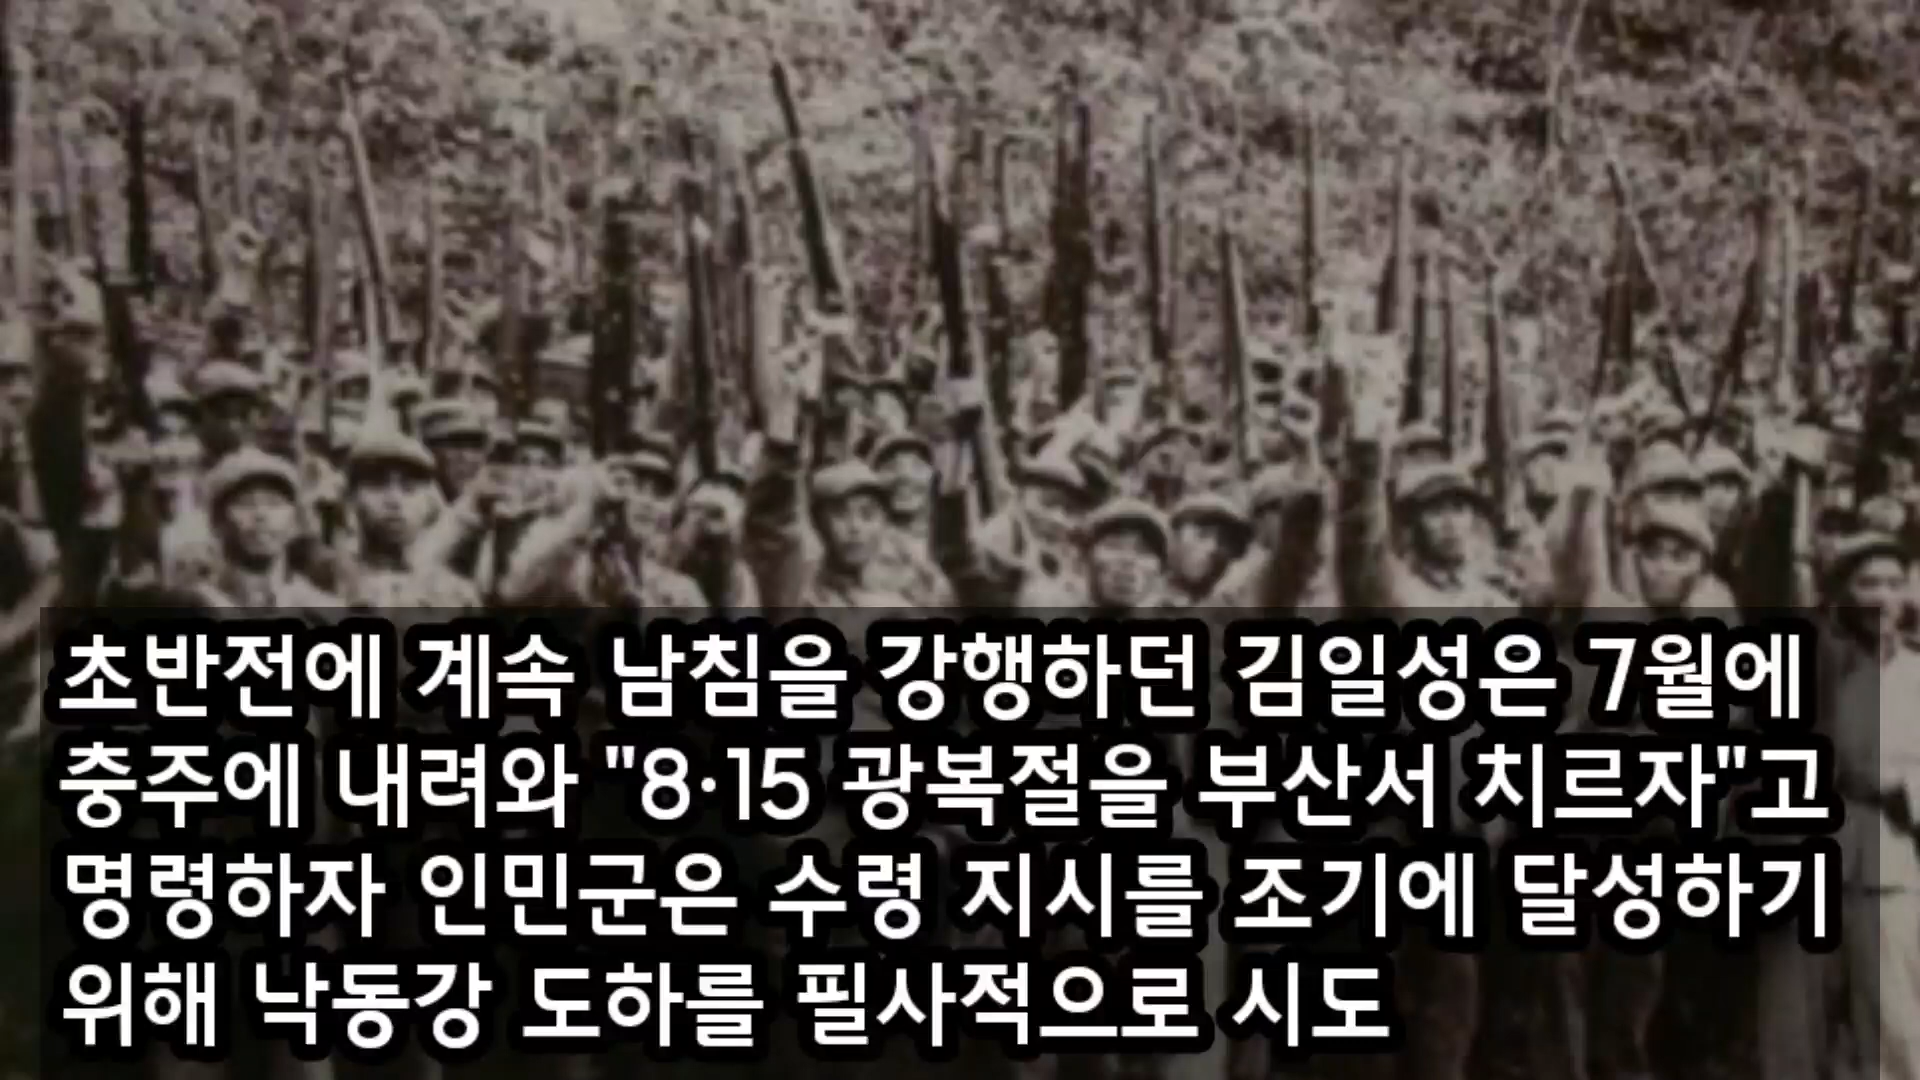 초반전에 계속 남침을 강행하던 김일성은 7월에
충주에 내려와 "8·15 광복절을 부산서 치르자"고
명령하자 인민군은 수령 지시를 조기에 달성하기
위해 낙동강 도하를 필사적으로 시도